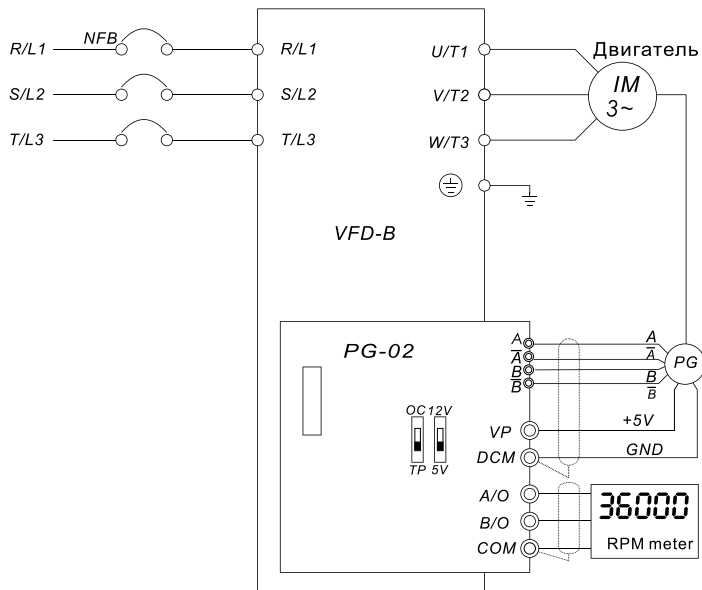 R/L1 NFB R/L1 U/T1 Двигатель
S/L2 S/L2 V/T2 IM
3~
T/L3 T/L3 W/T3
VFD-B
PG-02
A A
A̅ A̅
B B
B̅ B̅
PG
OC 12V
TP 5V
VP +5V
DCM GND
A/O 36000
B/O
COM RPM meter